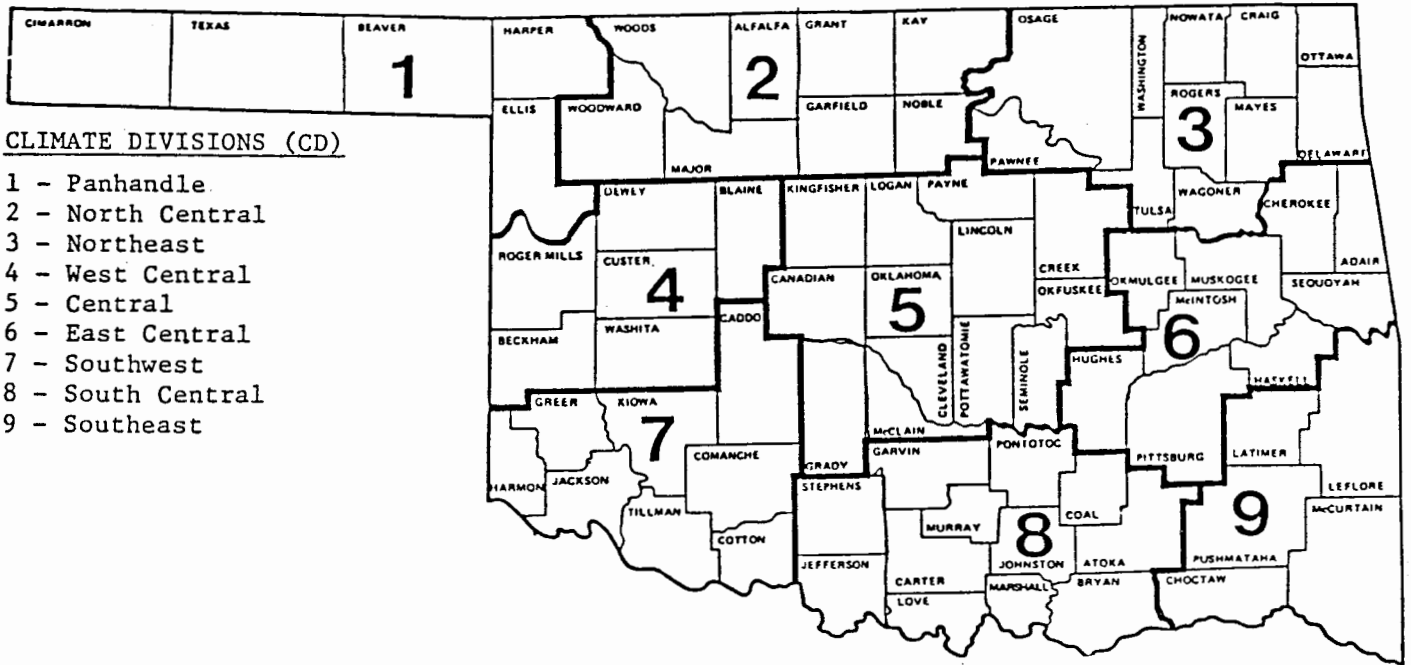 CIMARRON
TEXAS
BEAVER
HARPER
WOODS
ALFALFA
GRANT
KAY
OSAGE
NOWATA
CRAIG
OTTAWA
WASHINGTON
1
2
3
ELLIS
WOODWARD
GARFIELD
NOBLE
ROGERS
MAYES
MAJOR
PAWNEE
DELAWARE
CLIMATE DIVISIONS (CD)
1 - Panhandle
2 - North Central
3 - Northeast
4 - West Central
5 - Central
6 - East Central
7 - Southwest
8 - South Central
9 - Southeast
DEWEY
BLAINE
KINGFISHER
LOGAN
PAYNE
TULSA
WAGONER
CHEROKEE
LINCOLN
ROGER MILLS
CUSTER
CANADIAN
OKLAHOMA
CREEK
OKMULGEE
MUSKOGEE
ADAIR
SEQUOYAH
OKFUSKEE
McINTOSH
4
5
6
CADDO
WASHITA
BECKHAM
CLEVELAND
POTTAWATOMIE
SEMINOLE
HUGHES
HASKELL
GREER
KIOWA
7
McCLAIN
GARVIN
PONTOTOC
PITTSBURG
LATIMER
COMANCHE
GRADY
HARMON
JACKSON
STEPHENS
LEFLORE
McCURTAIN
TILLMAN
MURRAY
COAL
8
9
COTTON
JEFFERSON
JOHNSTON
ATOKA
PUSHMATAHA
CARTER
MARSHALL
BRYAN
CHOCTAW
LOVE